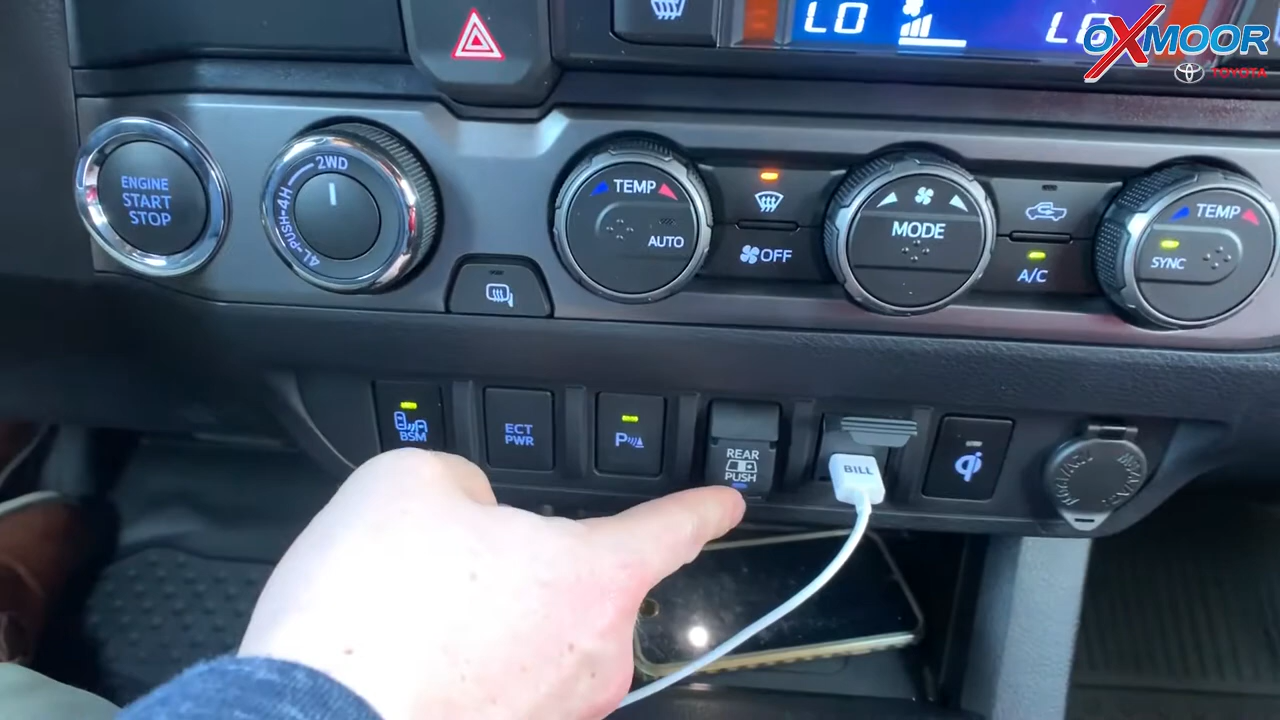 LO
LO
OXMOOR
TOYOTA
ENGINE
START
STOP
2WD
4L-PUSH-4H
TEMP
AUTO
OFF
MODE
A/C
TEMP
SYNC
BSM
ECT
PWR
P
REAR
PUSH
BILL